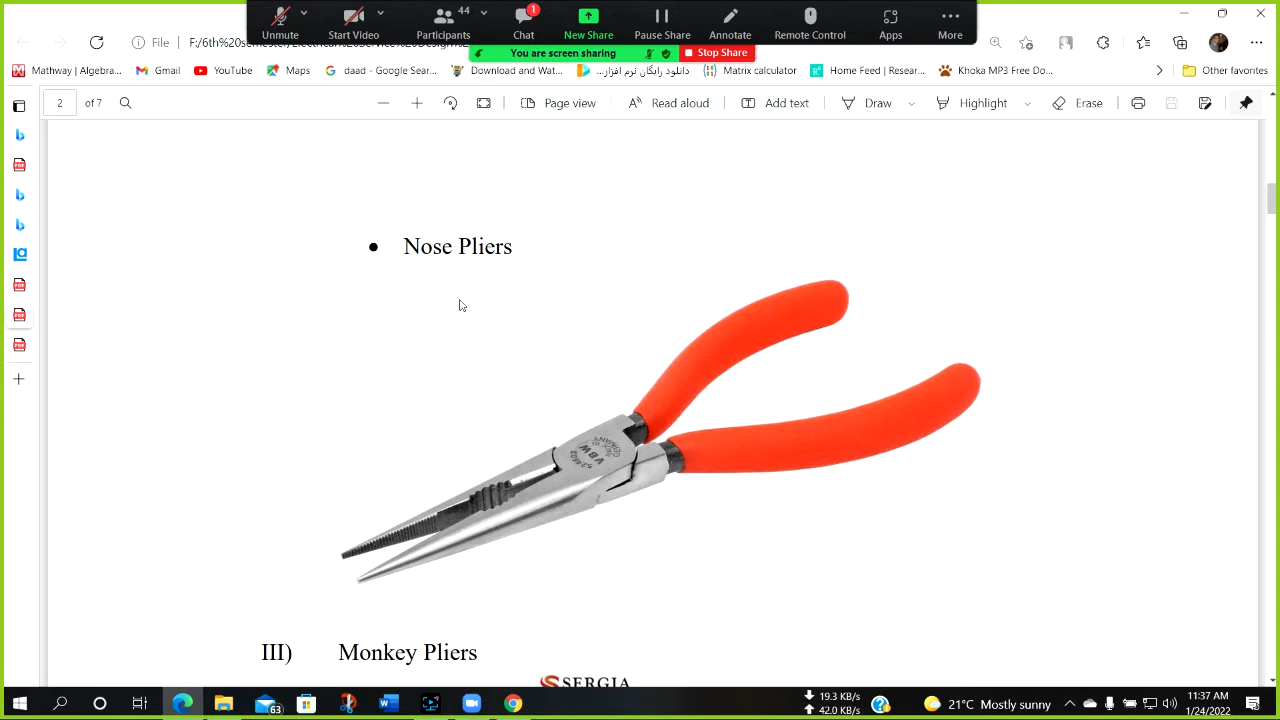 44
1
Unmute
Start Video
Participants
Chat
New Share
Pause Share
Annotate
Remote Control
Apps
More
You are screen sharing
Stop Share
File
Mathway | Algebra...
Gmail
YouTube
Maps
daad - Google Sear...
Download and Wat...
دانلود رایگان نرم افزار...
Matrix calculator
Home Feed | Resear...
Khoka MP3 Free Do...
Other favorites
2 of 7
Page view
Read aloud
Add text
Draw
Highlight
Erase
• Nose Pliers
VBW
III) Monkey Pliers
SERGIA
63
19.3 KB/s
42.0 KB/s
21°C Mostly sunny
11:37 AM
1/24/2022